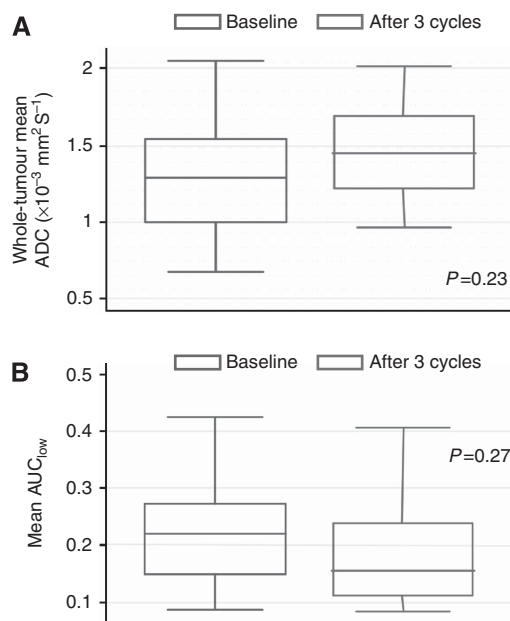 A
Baseline After 3 cycles
Whole-tumour mean
ADC (×10⁻³ mm² S⁻¹)
2
1.5
1
0.5
P=0.23
B
Baseline After 3 cycles
Mean AUClow
0.5
0.4
0.3
0.2
0.1
P=0.27